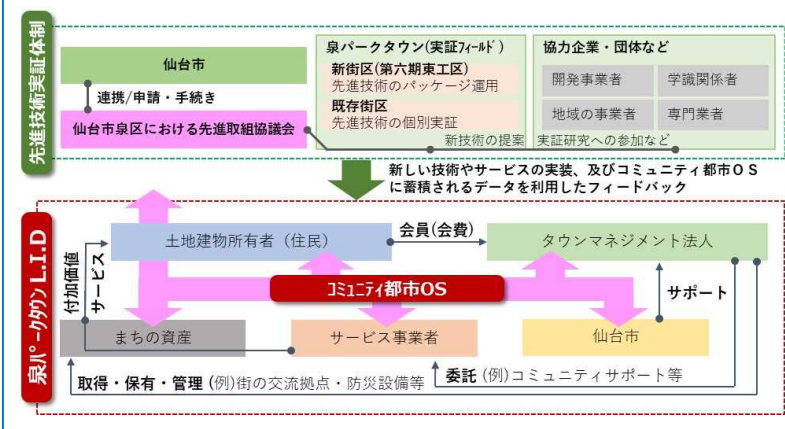 先進技術実証体制
仙台市
連携/申請・手続き
仙台市泉区における先進取組協議会
泉パークタウン(実証ﾌｨｰﾙﾄﾞ)
新街区(第六期東工区)
先進技術のパッケージ運用
既存街区
先進技術の個別実証
協力企業・団体など
開発事業者
学識関係者
地域の事業者
専門業者
新技術の提案
実証研究への参加など
新しい技術やサービスの実装、及びコミュニティ都市OS
に蓄積されるデータを利用したフィードバック
泉ﾊﾟｰｸﾀｳﾝL.I.D
付加価値
サービス
土地建物所有者（住民）
会員(会費)
タウンマネジメント法人
ｺﾐｭﾆﾃｨ都市OS
サポート
まちの資産
サービス事業者
仙台市
取得・保有・管理 (例)街の交流拠点・防災設備等
委託 (例)コミュニティサポート等